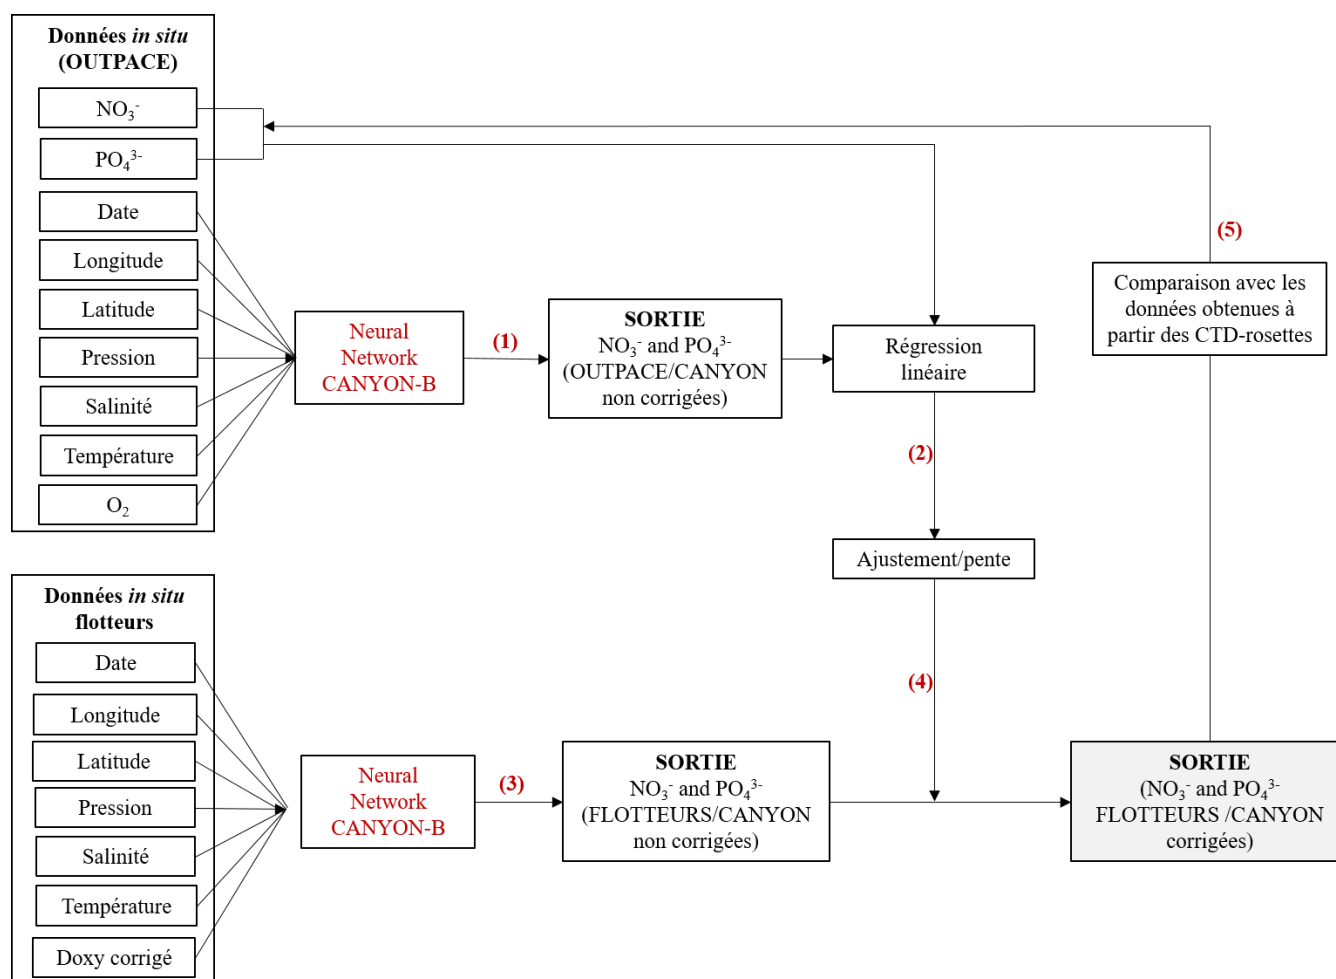 Données in situ
(OUTPACE)
NO₃⁻
PO₄³⁻
Date
Longitude
Latitude
Pression
Salinité
Température
O₂
Neural
Network
CANYON-B
(1)
SORTIE
NO₃⁻ and PO₄³⁻
(OUTPACE/CANYON
non corrigées)
Régression
linéaire
(2)
Ajustement/pente
(4)
(5)
Comparaison avec les
données obtenues à
partir des CTD-rosettes
Données in situ
flotteurs
Date
Longitude
Latitude
Pression
Salinité
Température
Doxy corrigé
Neural
Network
CANYON-B
(3)
SORTIE
NO₃⁻ and PO₄³⁻
(FLOTTEURS/CANYON
non corrigées)
SORTIE
(NO₃⁻ and PO₄³⁻
FLOTTEURS /CANYON
corrigées)